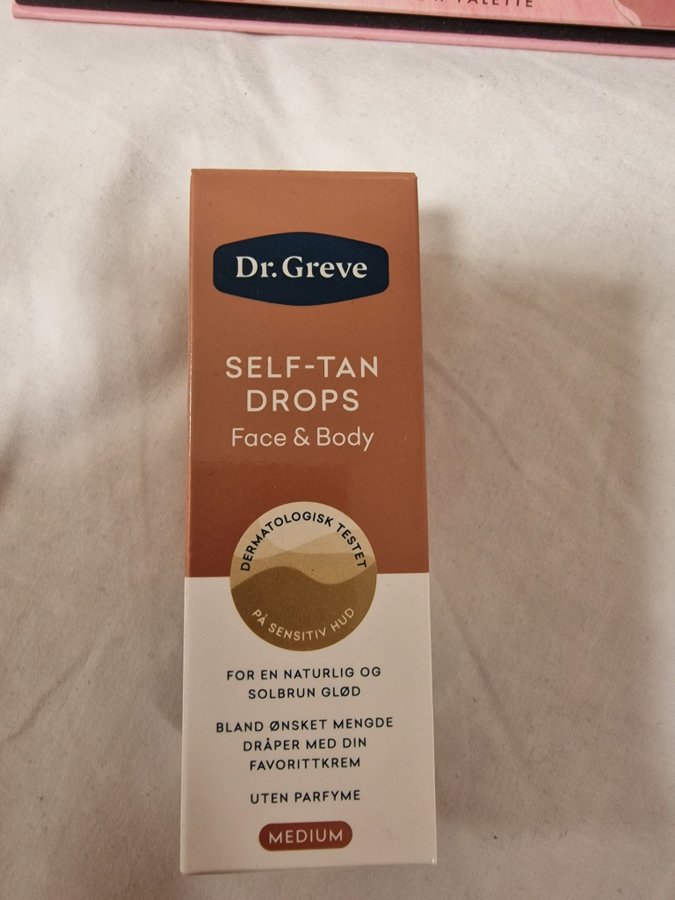 PALETTE
Dr. Greve
SELF-TAN
DROPS
Face & Body
DERMATOLOGISK TESTET
PÅ SENSITIV HUD
FOR EN NATURLIG OG
SOLBRUN GLØD
BLAND ØNSKET MENGDE
DRÅPER MED DIN
FAVORITTKREM
UTEN PARFYME
MEDIUM